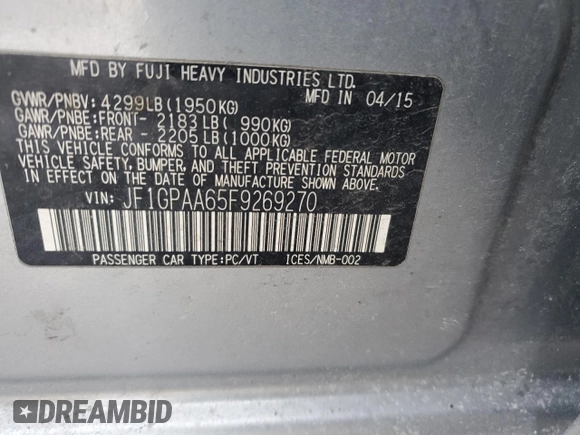 MFD BY FUJI HEAVY INDUSTRIES LTD.
GVWR/PNBV: 4299LB(1950KG) MFD IN 04/15
GAWR/PNBE:FRONT- 2183LB( 990KG)
GAWR/PNBE:REAR - 2205LB(1000KG)
THIS VEHICLE CONFORMS TO ALL APPLICABLE FEDERAL MOTOR
VEHICLE SAFETY, BUMPER, AND THEFT PREVENTION STANDARDS
IN EFFECT ON THE DATE OF MANUFACTURE SHOWN ABOVE.
VIN: JF1GPAA65F9269270
PASSENGER CAR TYPE:PC/VT ICES/NMB-002
DREAMBID